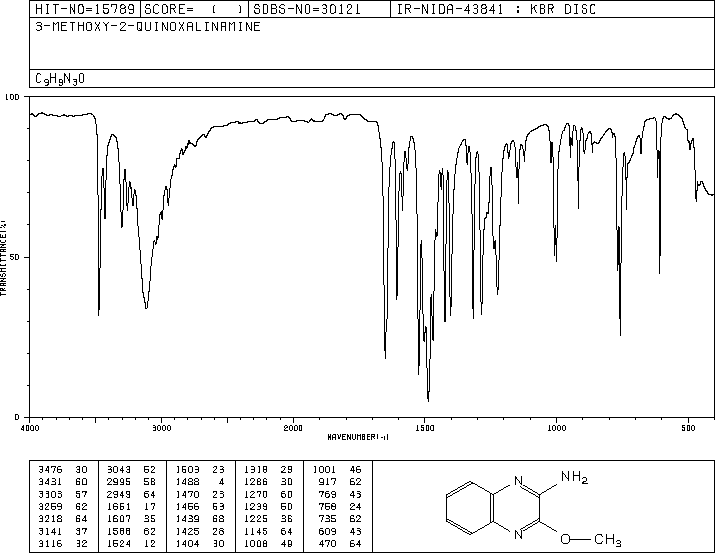 HIT-NO=15789 SCORE= ( ) SDBS-NO=30121 IR-NIDA-43841 : KBR DISC
3-METHOXY-2-QUINOXALINAMINE
C9H9N3O
100
TRANSMITTANCE(%)
50
0
4000 3000 2000 1500 1000 500
WAVENUMBER(-1)
3476 30 3043 52 1503 23 1318 29 1001 46
3431 60 2995 58 1488 4 1286 30 917 62
3303 57 2949 64 1470 23 1270 60 769 43
3259 62 1651 17 1456 53 1239 50 758 24
3218 64 1607 35 1439 68 1225 36 735 62
3141 37 1588 62 1425 28 1145 64 609 43
3116 32 1524 12 1404 30 1008 49 470 64
N NH2
N O CH3